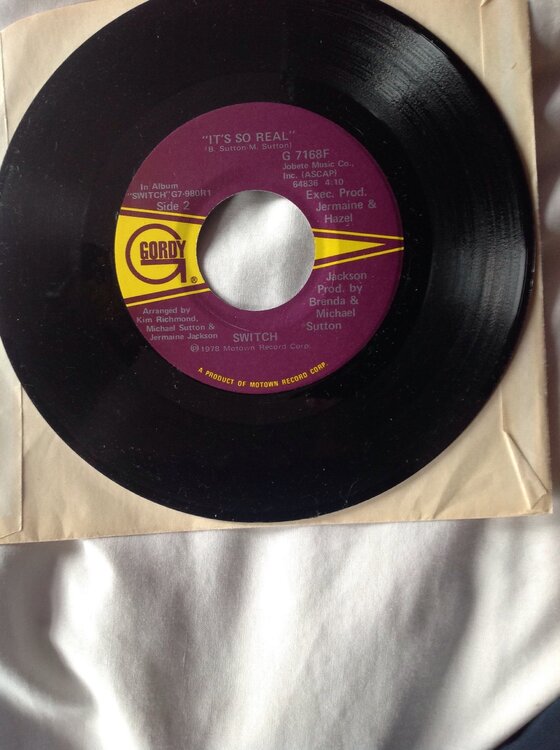 "IT'S SO REAL"
(B. Sutton-M. Sutton)
G 7168F
Jobete Music Co.,
Inc. (ASCAP)
64836 4:10
Exec. Prod.
Jermaine &
Hazel
In Album
"SWITCH"G7-980R1
Side 2
GORDY
®
Jackson
Prod. by
Brenda &
Michael
Sutton
Arranged by
Kim Richmond,
Michael Sutton &
Jermaine Jackson
SWITCH
℗1978 Motown Record Corp.
A PRODUCT OF MOTOWN RECORD CORP.